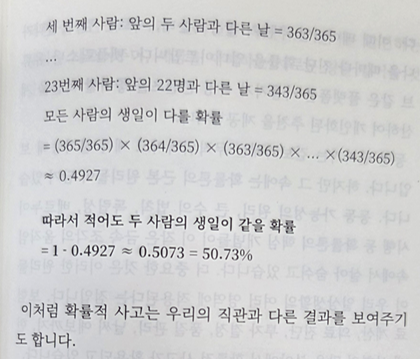 세 번째 사람: 앞의 두 사람과 다른 날 = 363/365
...
23번째 사람: 앞의 22명과 다른 날 = 343/365
모든 사람의 생일이 다를 확률
= (365/365) × (364/365) × (363/365) × ... ×(343/365)
≈ 0.4927
따라서 적어도 두 사람의 생일이 같을 확률
= 1 - 0.4927 ≈ 0.5073 = 50.73%
이처럼 확률적 사고는 우리의 직관과 다른 결과를 보여주기
도 합니다.